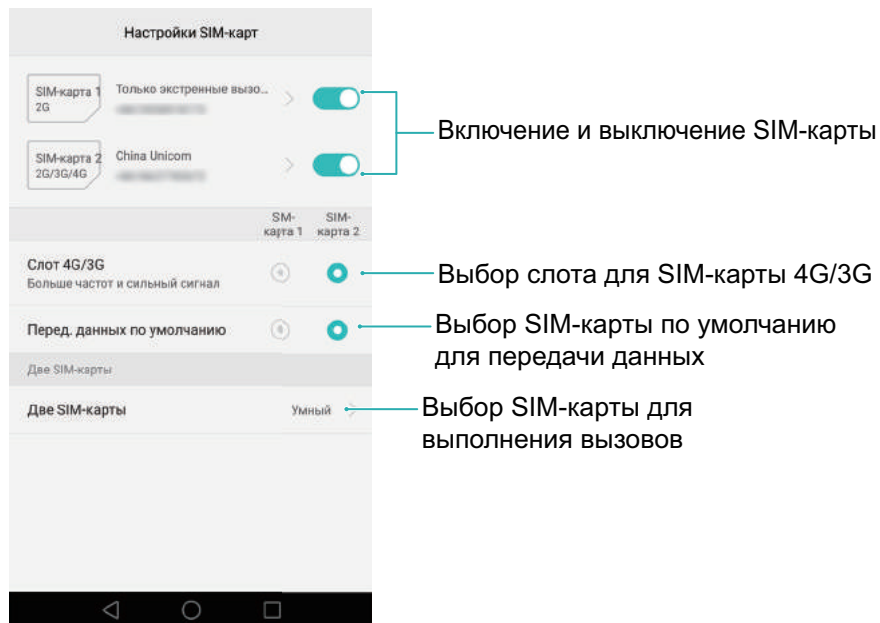 Настройки SIM-карт
SIM-карта 1
2G
Только экстренные вызо...
Включение и выключение SIM-карты
SIM-карта 2
2G/3G/4G
China Unicom
SM-
карта 1
SIM-
карта 2
Слот 4G/3G
Больше частот и сильный сигнал
Выбор слота для SIM-карты 4G/3G
Перед. данных по умолчанию
Выбор SIM-карты по умолчанию
для передачи данных
Две SIM-карты
Две SIM-карты
Умный
Выбор SIM-карты для
выполнения вызовов